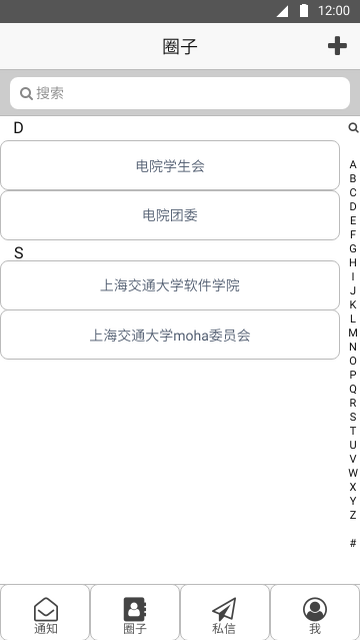 12:00
圈子
搜索
D
电院学生会
电院团委
S
上海交通大学软件学院
上海交通大学moha委员会
A
B
C
D
E
F
G
H
I
J
K
L
M
N
O
P
Q
R
S
T
U
V
W
X
Y
Z
#
通知
圈子
私信
我